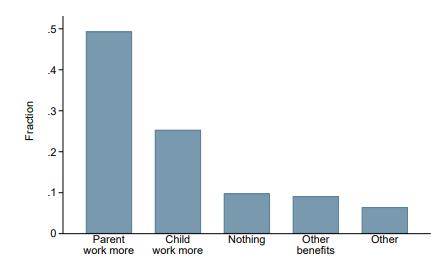 .5
.4
.3
.2
.1
0
Fraction
Parent work more
Child work more
Nothing
Other benefits
Other